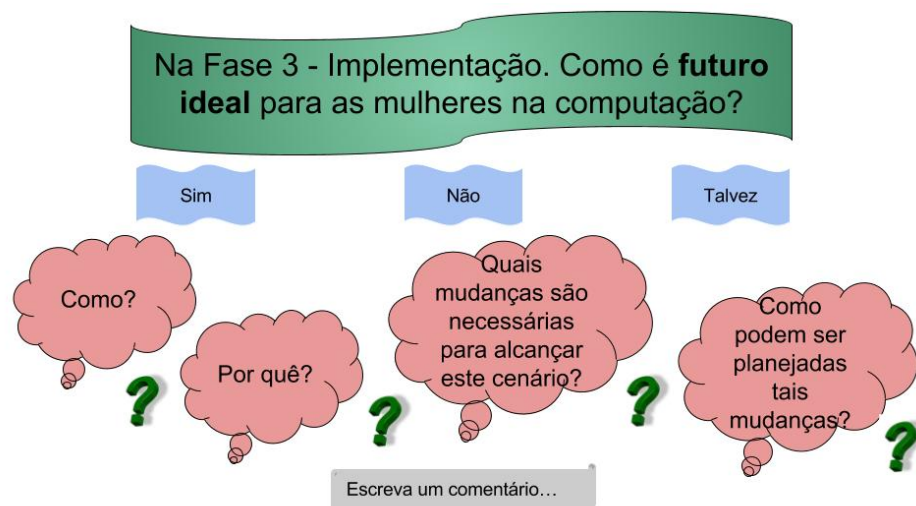 Na Fase 3 - Implementação. Como é futuro
ideal para as mulheres na computação?
Sim
Não
Talvez
Como?
Por quê?
Quais
mudanças são
necessárias
para alcançar
este cenário?
Como
podem ser
planejadas
tais
mudanças?
Escreva um comentário…